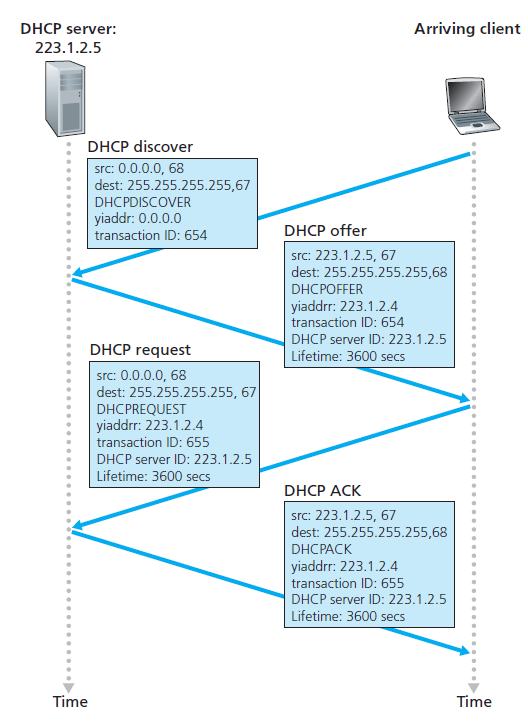 DHCP server:
223.1.2.5
Arriving client
DHCP discover
src: 0.0.0.0, 68
dest: 255.255.255.255,67
DHCPDISCOVER
yiaddr: 0.0.0.0
transaction ID: 654
DHCP offer
src: 223.1.2.5, 67
dest: 255.255.255.255,68
DHCPOFFER
yiaddrr: 223.1.2.4
transaction ID: 654
DHCP server ID: 223.1.2.5
Lifetime: 3600 secs
DHCP request
src: 0.0.0.0, 68
dest: 255.255.255.255, 67
DHCPREQUEST
yiaddrr: 223.1.2.4
transaction ID: 655
DHCP server ID: 223.1.2.5
Lifetime: 3600 secs
DHCP ACK
src: 223.1.2.5, 67
dest: 255.255.255.255,68
DHCPACK
yiaddrr: 223.1.2.4
transaction ID: 655
DHCP server ID: 223.1.2.5
Lifetime: 3600 secs
Time
Time